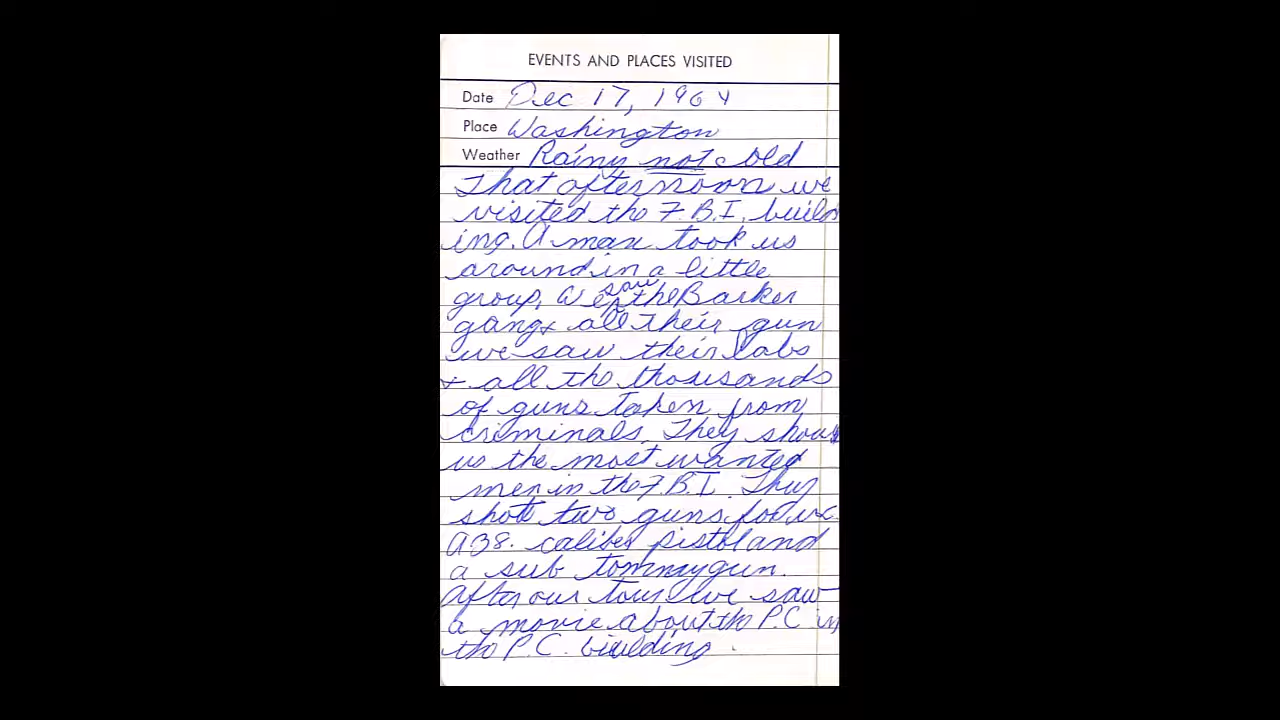 EVENTS AND PLACES VISITED
Date Dec 17, 1964
Place Washington
Weather Rainy not cold
That afternoon we
visited the F.B.I. build
ing. A man took us
around in a little
group. We saw the Barker
gang & all their gun
we saw their labs
& all the thousands
of guns taken from
criminals. They show
us the most wanted
men in the F.B.I. They
shot two guns for us
A 38. caliber pistol and
a sub tommygun.
After our tour we saw
a movie about the P.C in
the P.C. building.